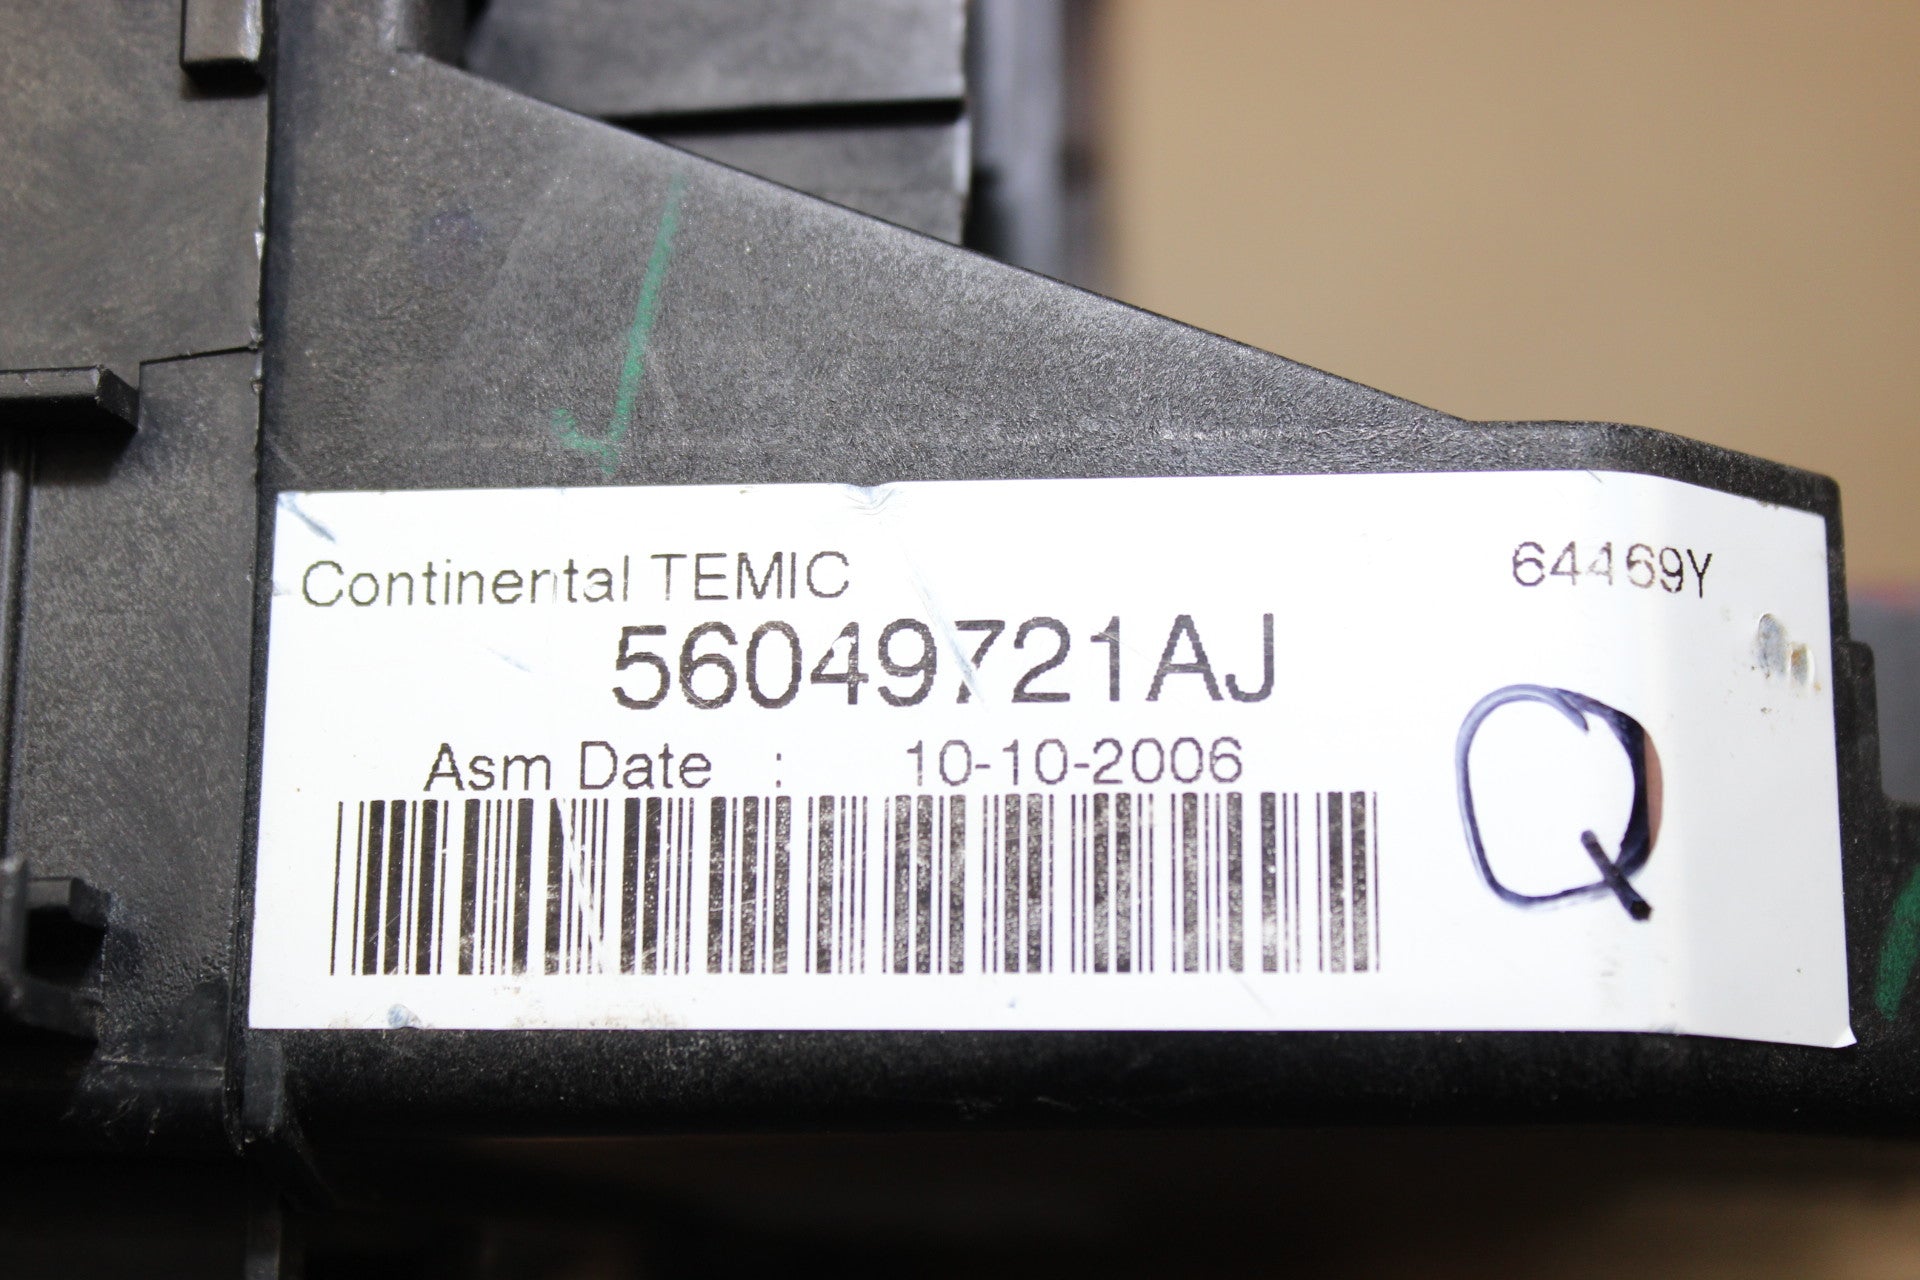 Continental TEMIC 64469Y
56049721AJ
Asm Date : 10-10-2006
Q